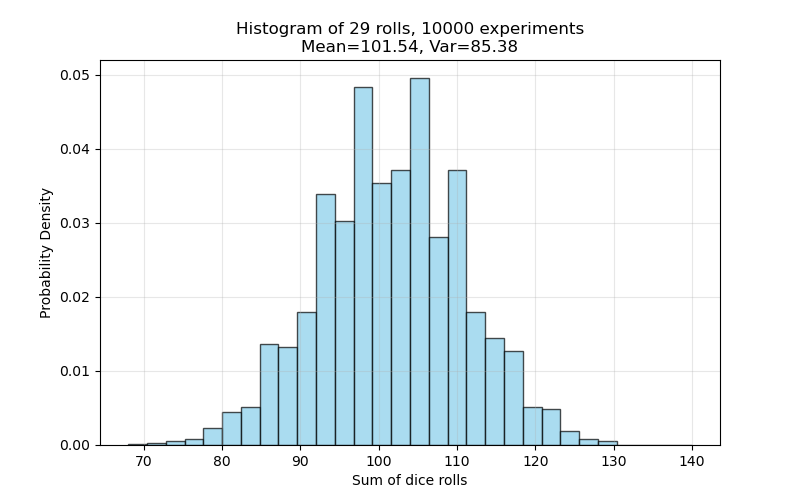 Histogram of 29 rolls, 10000 experiments
Mean=101.54, Var=85.38
Probability Density
0.05
0.04
0.03
0.02
0.01
0.00
70 80 90 100 110 120 130 140
Sum of dice rolls